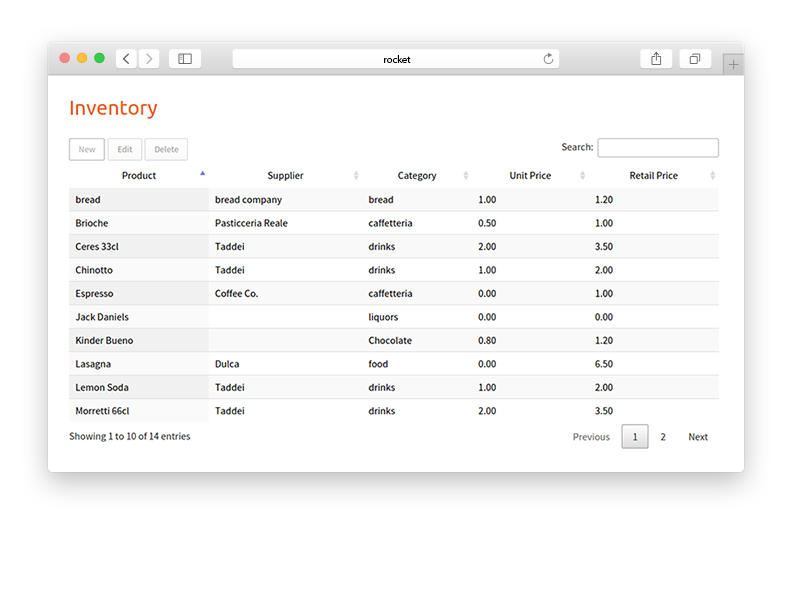 rocket
Inventory
New Edit Delete Search:
Product Supplier Category Unit Price Retail Price
bread bread company bread 1.00 1.20
Brioche Pasticceria Reale caffetteria 0.50 1.00
Ceres 33cl Taddei drinks 2.00 3.50
Chinotto Taddei drinks 1.00 2.00
Espresso Coffee Co. caffetteria 0.00 1.00
Jack Daniels liquors 0.00 0.00
Kinder Bueno Chocolate 0.80 1.20
Lasagna Dulca food 0.00 6.50
Lemon Soda Taddei drinks 1.00 2.00
Morretti 66cl Taddei drinks 2.00 3.50
Showing 1 to 10 of 14 entries Previous 1 2 Next